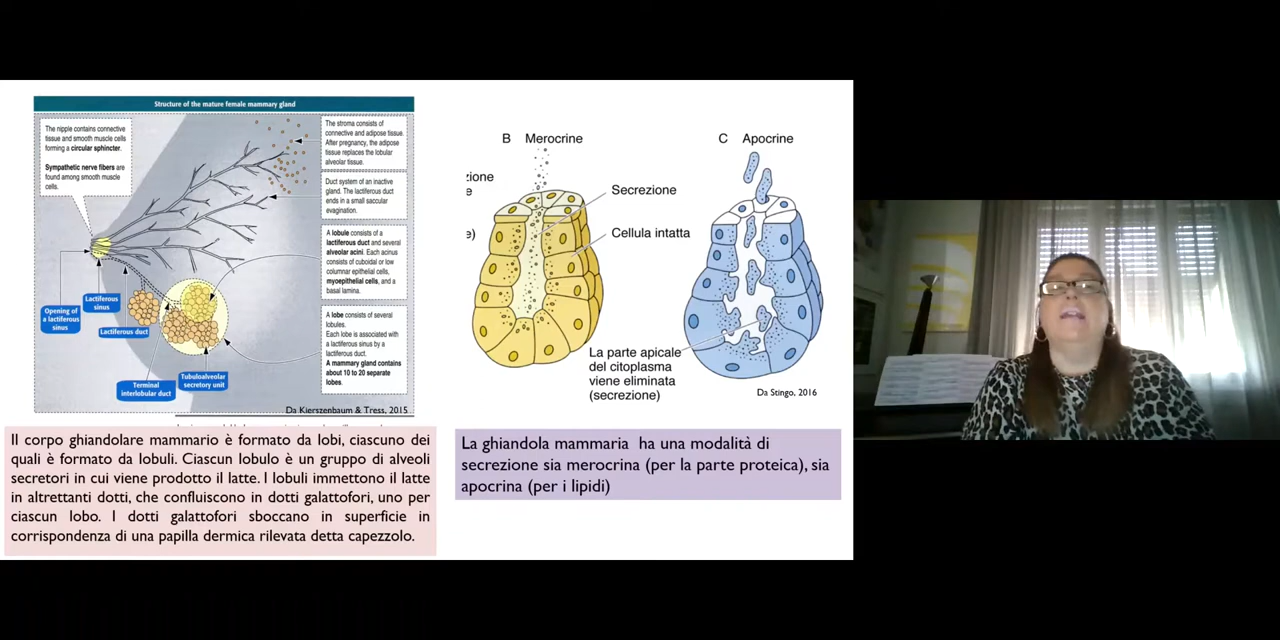 Structure of the mature female mammary gland
The nipple contains connective
tissue and smooth muscle cells
forming a circular sphincter.
Sympathetic nerve fibers are
found among smooth muscle
cells.
The stroma consists of
connective and adipose tissue.
After pregnancy, the adipose
tissue replaces the lobular
alveolar tissue.
Duct system of an inactive
gland. The lactiferous duct
ends in a small saccular
evagination.
A lobule consists of a
lactiferous duct and several
alveolar acini. Each acinus
consists of cuboidal or low
columnar epithelial cells,
myoepithelial cells, and a
basal lamina.
A lobe consists of several
lobules.
Each lobe is associated with
a lactiferous sinus by a
lactiferous duct.
A mammary gland contains
about 10 to 20 separate
lobes.
Opening of
a lactiferous
sinus
Lactiferous
sinus
Lactiferous duct
Terminal
interlobular duct
Tubuloalveolar
secretory unit
Da Kierszenbaum & Tress, 2015
Il corpo ghiandolare mammario è formato da lobi, ciascuno dei
quali è formato da lobuli. Ciascun lobulo è un gruppo di alveoli
secretori in cui viene prodotto il latte. I lobuli immettono il latte
in altrettanti dotti, che confluiscono in dotti galattofori, uno per
ciascun lobo. I dotti galattofori sboccano in superficie in
corrispondenza di una papilla dermica rilevata detta capezzolo.
B Merocrine
C Apocrine
zione
e
e)
Secrezione
Cellula intatta
La parte apicale
del citoplasma
viene eliminata
(secrezione)
Da Stingo, 2016
La ghiandola mammaria ha una modalità di
secrezione sia merocrina (per la parte proteica), sia
apocrina (per i lipidi)